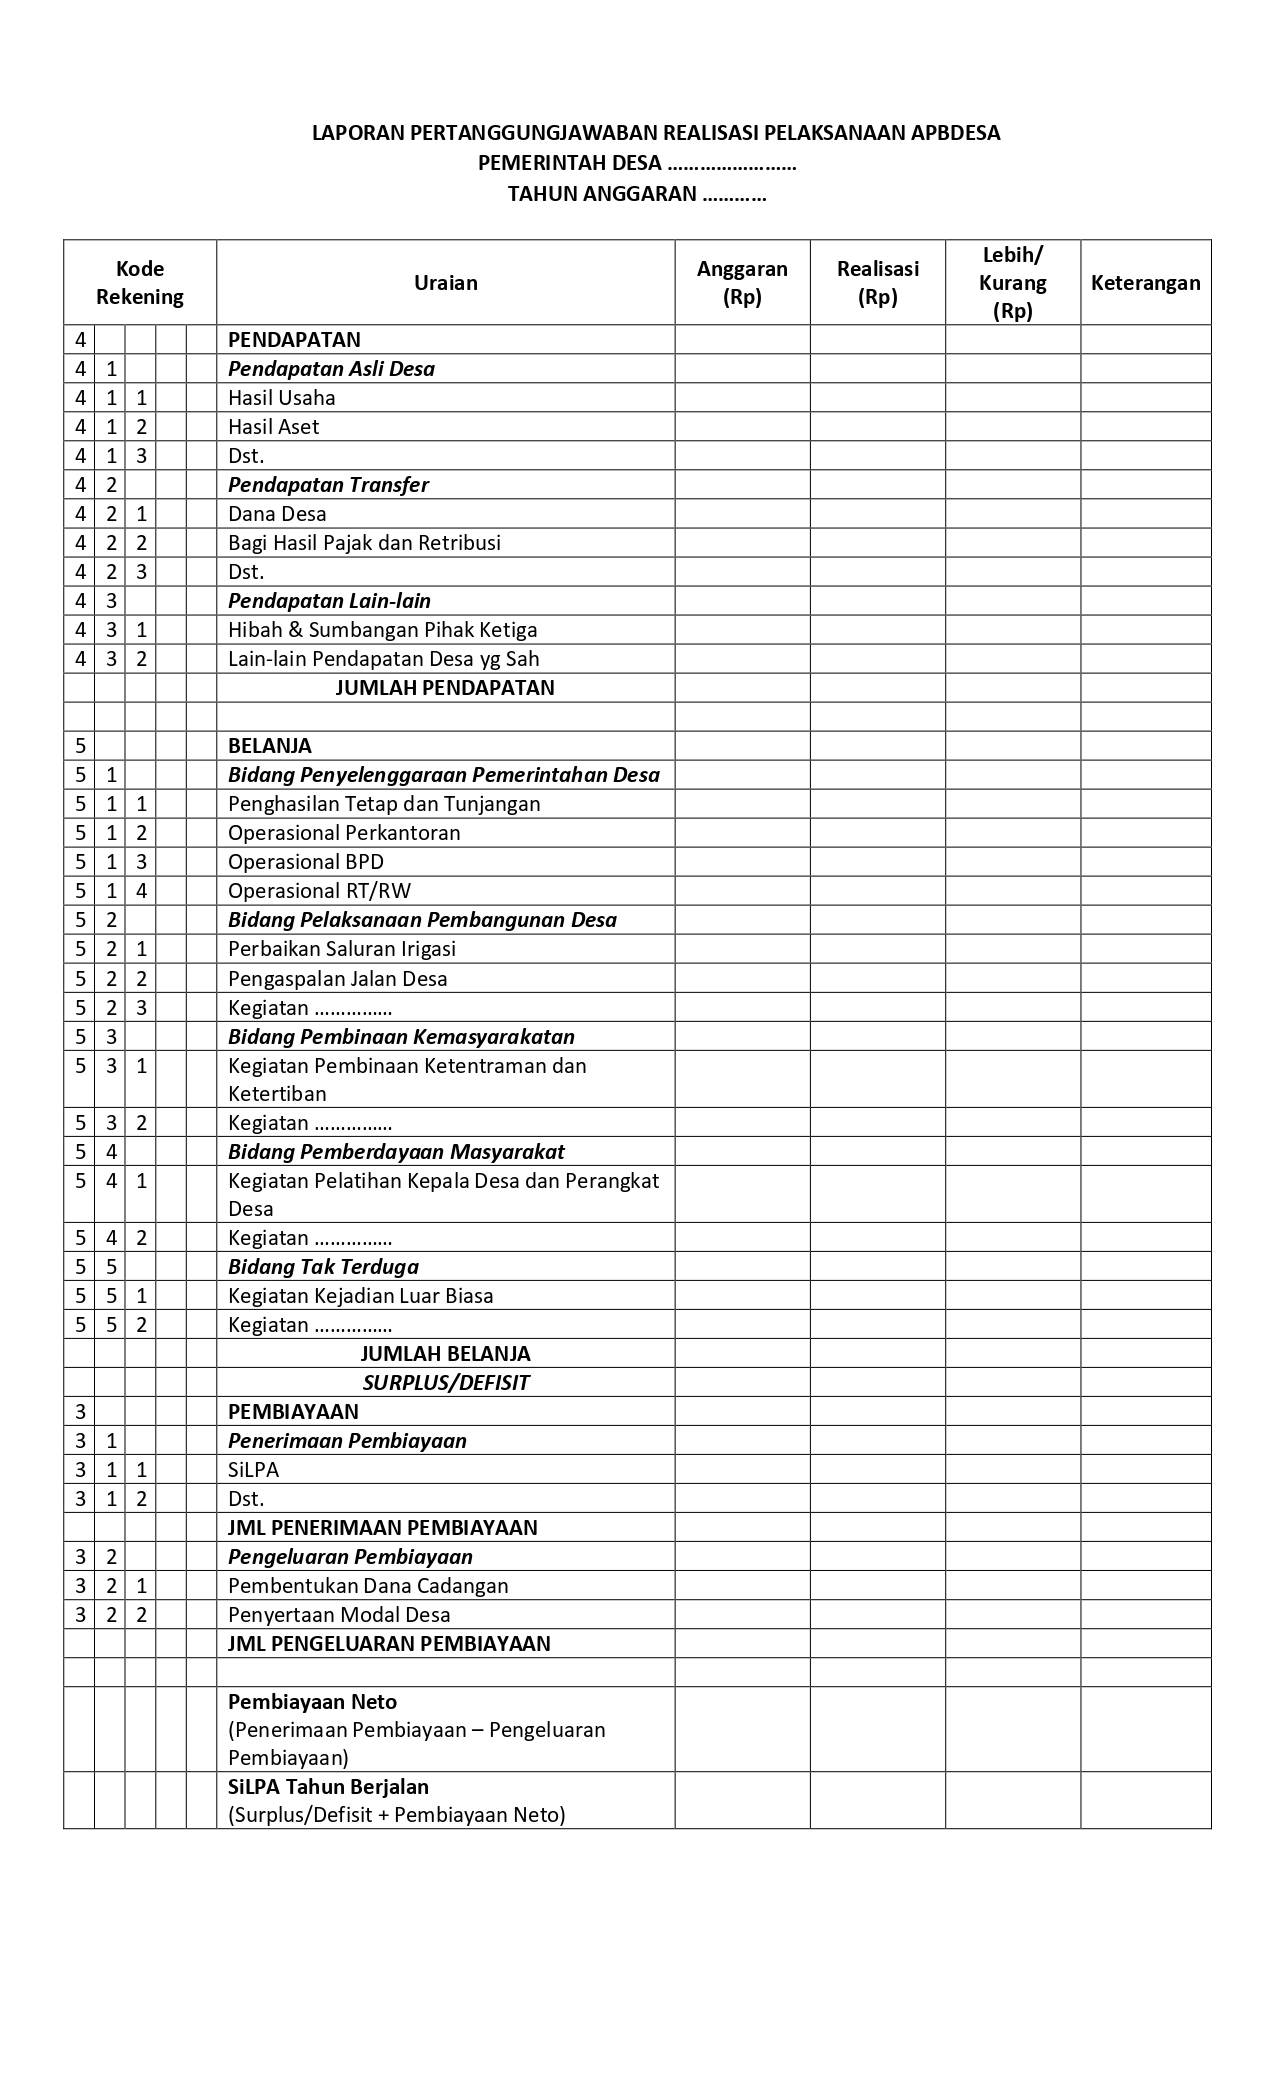 LAPORAN PERTANGGUNGJAWABAN REALISASI PELAKSANAAN APBDESA
PEMERINTAH DESA ........................
TAHUN ANGGARAN ............
Kode Rekening Uraian Anggaran (Rp) Realisasi (Rp) Lebih/ Kurang (Rp) Keterangan
4 PENDAPATAN
4 1 Pendapatan Asli Desa
4 1 1 Hasil Usaha
4 1 2 Hasil Aset
4 1 3 Dst.
4 2 Pendapatan Transfer
4 2 1 Dana Desa
4 2 2 Bagi Hasil Pajak dan Retribusi
4 2 3 Dst.
4 3 Pendapatan Lain-lain
4 3 1 Hibah & Sumbangan Pihak Ketiga
4 3 2 Lain-lain Pendapatan Desa yg Sah
JUMLAH PENDAPATAN
5 BELANJA
5 1 Bidang Penyelenggaraan Pemerintahan Desa
5 1 1 Penghasilan Tetap dan Tunjangan
5 1 2 Operasional Perkantoran
5 1 3 Operasional BPD
5 1 4 Operasional RT/RW
5 2 Bidang Pelaksanaan Pembangunan Desa
5 2 1 Perbaikan Saluran Irigasi
5 2 2 Pengaspalan Jalan Desa
5 2 3 Kegiatan ...............
5 3 Bidang Pembinaan Kemasyarakatan
5 3 1 Kegiatan Pembinaan Ketentraman dan
Ketertiban
5 3 2 Kegiatan ...............
5 4 Bidang Pemberdayaan Masyarakat
5 4 1 Kegiatan Pelatihan Kepala Desa dan Perangkat
Desa
5 4 2 Kegiatan ...............
5 5 Bidang Tak Terduga
5 5 1 Kegiatan Kejadian Luar Biasa
5 5 2 Kegiatan ...............
JUMLAH BELANJA
SURPLUS/DEFISIT
3 PEMBIAYAAN
3 1 Penerimaan Pembiayaan
3 1 1 SiLPA
3 1 2 Dst.
JML PENERIMAAN PEMBIAYAAN
3 2 Pengeluaran Pembiayaan
3 2 1 Pembentukan Dana Cadangan
3 2 2 Penyertaan Modal Desa
JML PENGELUARAN PEMBIAYAAN
Pembiayaan Neto
(Penerimaan Pembiayaan – Pengeluaran
Pembiayaan)
SiLPA Tahun Berjalan
(Surplus/Defisit + Pembiayaan Neto)